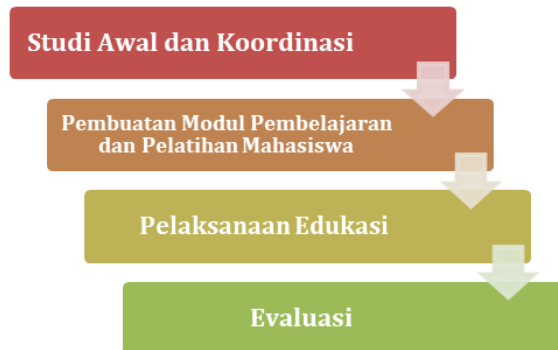 Studi Awal dan Koordinasi
Pembuatan Modul Pembelajaran
dan Pelatihan Mahasiswa
Pelaksanaan Edukasi
Evaluasi